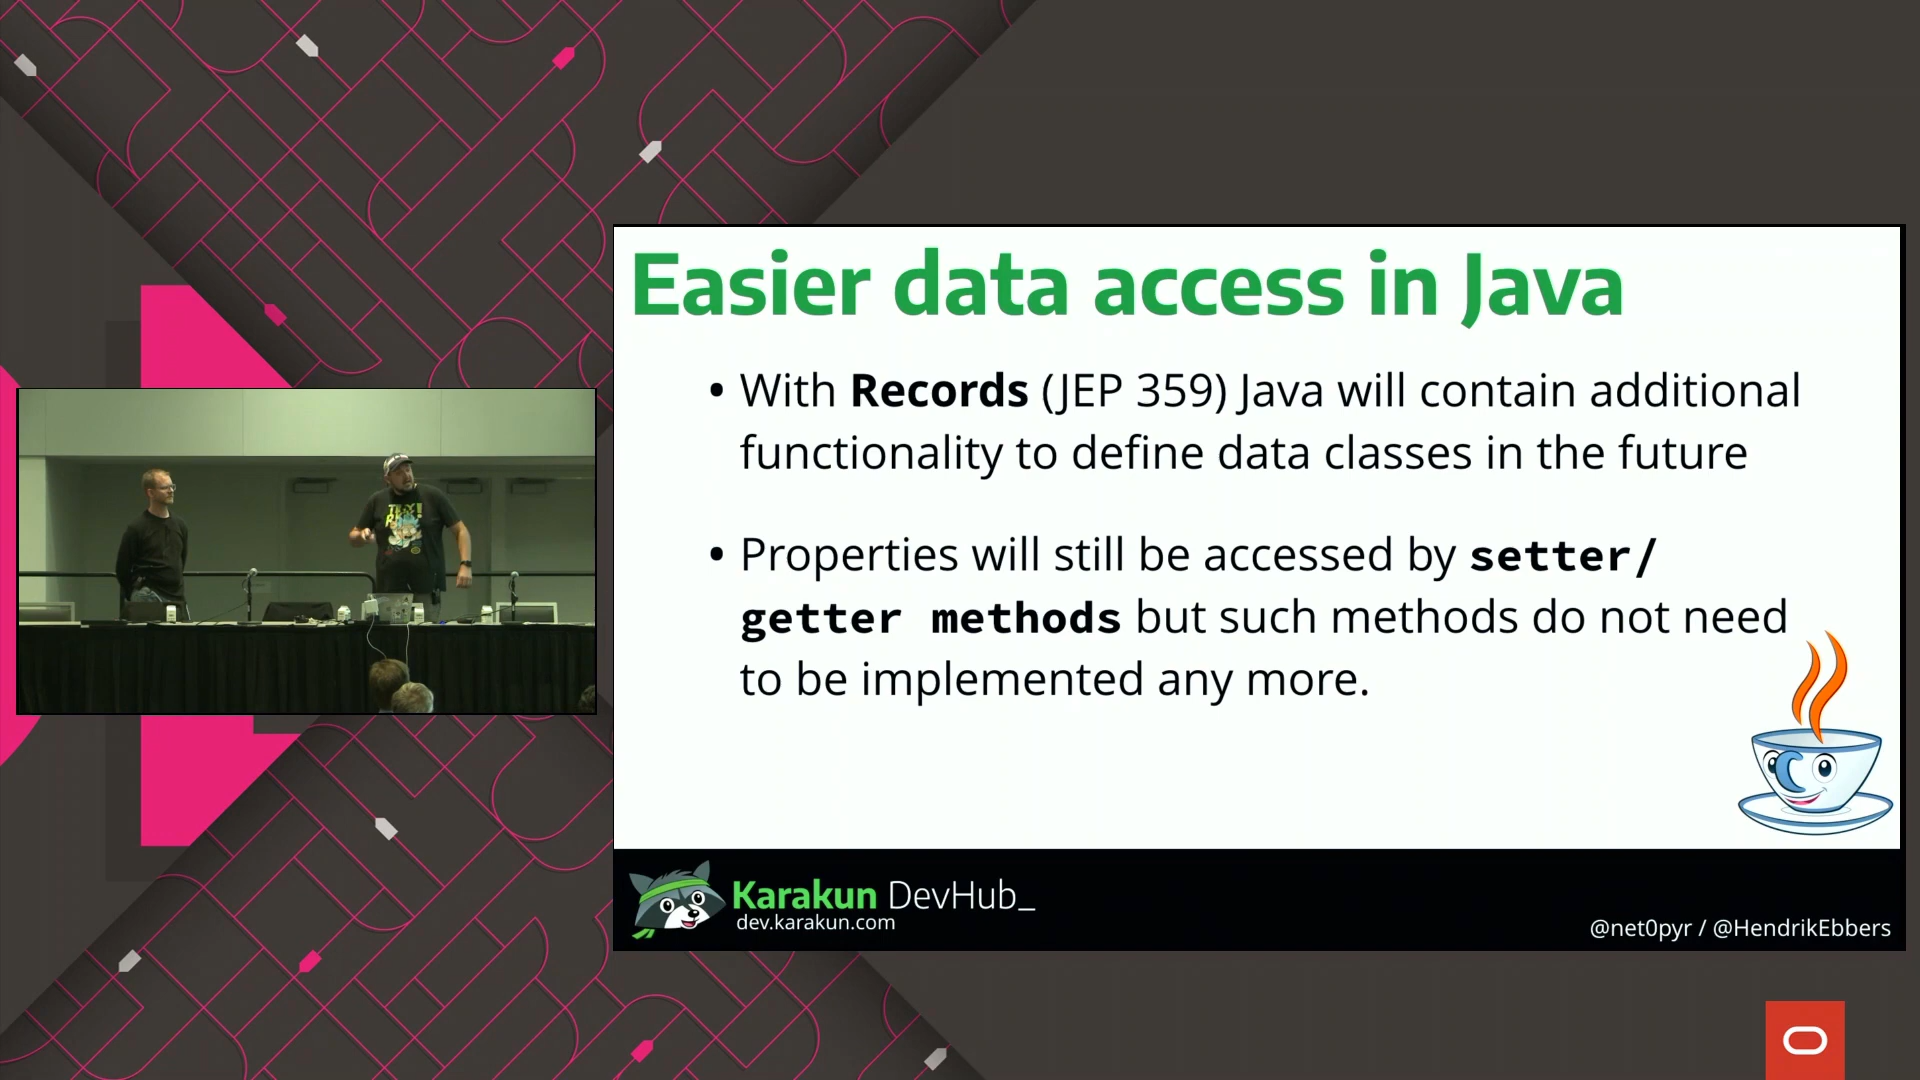 Easier data access in Java
• With Records (JEP 359) Java will contain additional
functionality to define data classes in the future
• Properties will still be accessed by setter/
getter methods but such methods do not need
to be implemented any more.
Karakun DevHub_
dev.karakun.com
@net0pyr / @HendrikEbbers